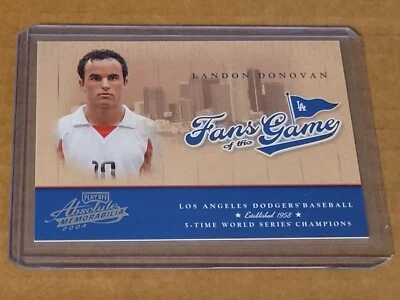 LANDON DONOVAN
LA
Fans
of the
Game
10
PLAYOFF
Absolute
MEMORABILIA
2004
LOS ANGELES DODGERS BASEBALL
★ Established 1958 ★
5-TIME WORLD SERIES CHAMPIONS